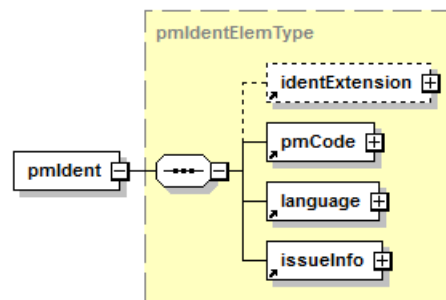 pmIdentElemType
identExtension
pmCode
pmIdent
language
issueInfo